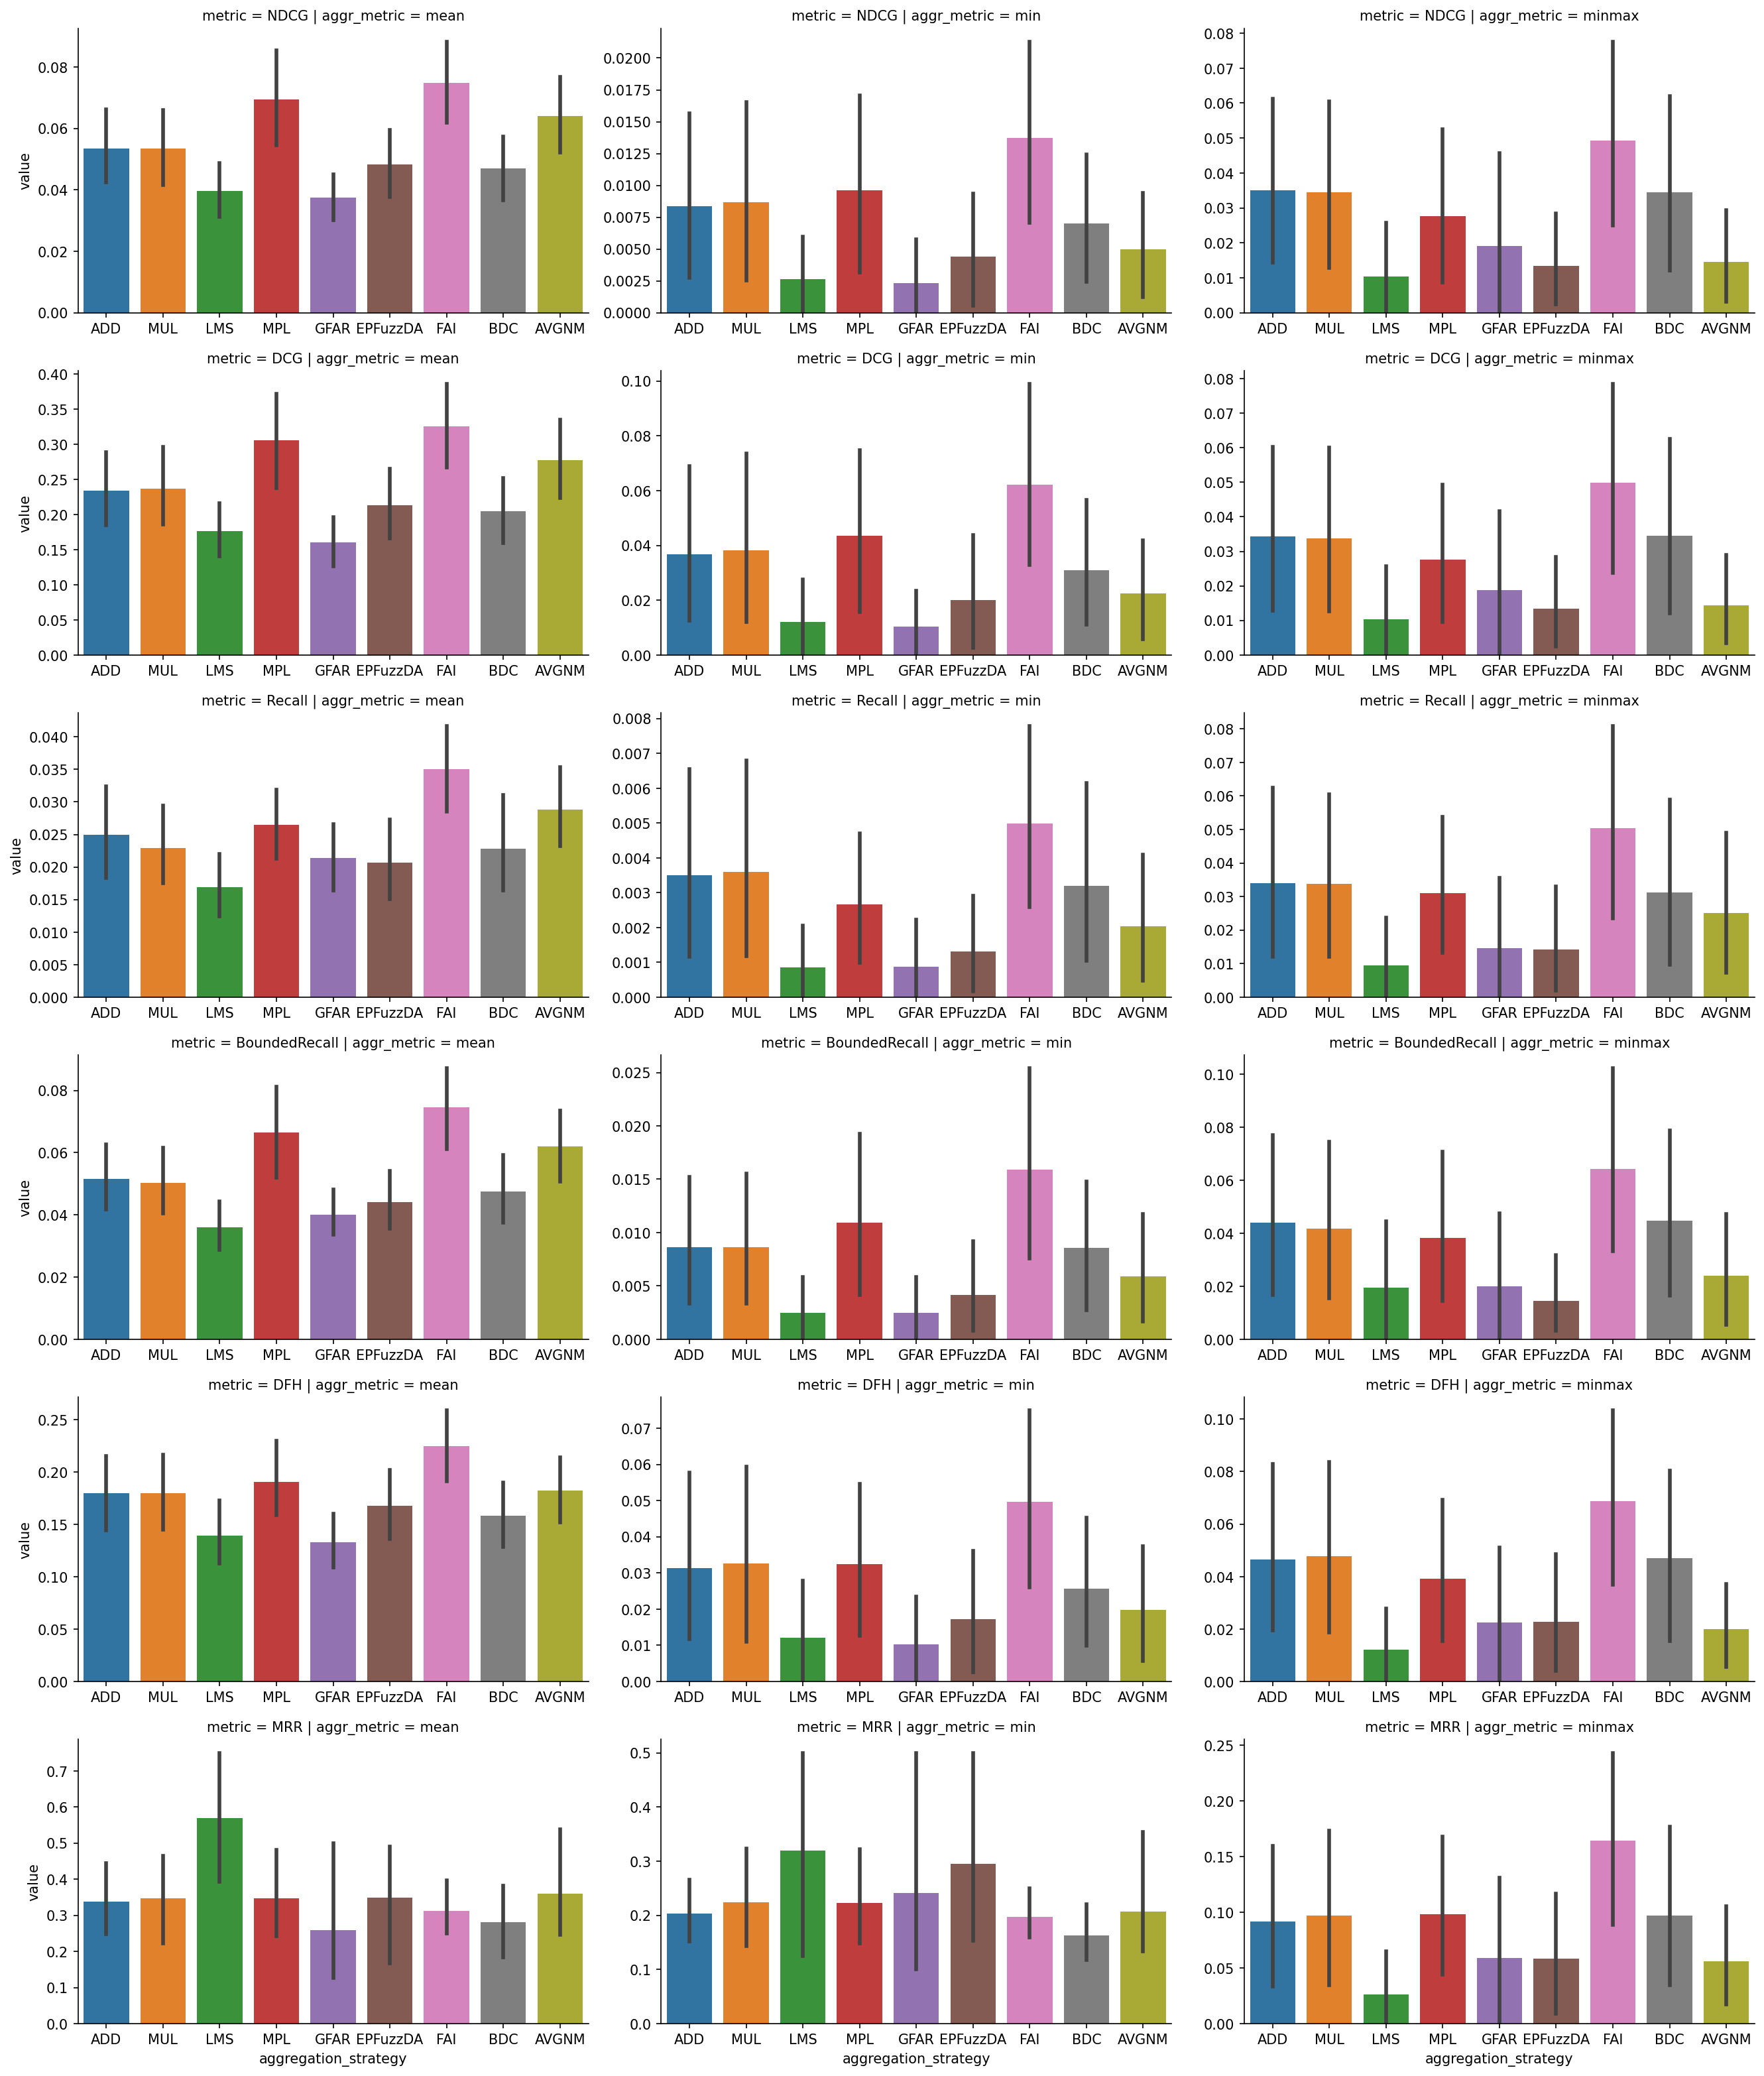 metric = NDCG | aggr_metric = mean
value
0.08
0.06
0.04
0.02
0.00
ADD MUL LMS MPL GFAR EPFuzzDA FAI BDC AVGNM
metric = NDCG | aggr_metric = min
0.0200
0.0175
0.0150
0.0125
0.0100
0.0075
0.0050
0.0025
0.0000
ADD MUL LMS MPL GFAR EPFuzzDA FAI BDC AVGNM
metric = NDCG | aggr_metric = minmax
0.08
0.07
0.06
0.05
0.04
0.03
0.02
0.01
0.00
ADD MUL LMS MPL GFAR EPFuzzDA FAI BDC AVGNM
metric = DCG | aggr_metric = mean
value
0.40
0.35
0.30
0.25
0.20
0.15
0.10
0.05
0.00
ADD MUL LMS MPL GFAR EPFuzzDA FAI BDC AVGNM
metric = DCG | aggr_metric = min
0.10
0.08
0.06
0.04
0.02
0.00
ADD MUL LMS MPL GFAR EPFuzzDA FAI BDC AVGNM
metric = DCG | aggr_metric = minmax
0.08
0.07
0.06
0.05
0.04
0.03
0.02
0.01
0.00
ADD MUL LMS MPL GFAR EPFuzzDA FAI BDC AVGNM
metric = Recall | aggr_metric = mean
value
0.040
0.035
0.030
0.025
0.020
0.015
0.010
0.005
0.000
ADD MUL LMS MPL GFAR EPFuzzDA FAI BDC AVGNM
metric = Recall | aggr_metric = min
0.008
0.007
0.006
0.005
0.004
0.003
0.002
0.001
0.000
ADD MUL LMS MPL GFAR EPFuzzDA FAI BDC AVGNM
metric = Recall | aggr_metric = minmax
0.08
0.07
0.06
0.05
0.04
0.03
0.02
0.01
0.00
ADD MUL LMS MPL GFAR EPFuzzDA FAI BDC AVGNM
metric = BoundedRecall | aggr_metric = mean
value
0.08
0.06
0.04
0.02
0.00
ADD MUL LMS MPL GFAR EPFuzzDA FAI BDC AVGNM
metric = BoundedRecall | aggr_metric = min
0.025
0.020
0.015
0.010
0.005
0.000
ADD MUL LMS MPL GFAR EPFuzzDA FAI BDC AVGNM
metric = BoundedRecall | aggr_metric = minmax
0.10
0.08
0.06
0.04
0.02
0.00
ADD MUL LMS MPL GFAR EPFuzzDA FAI BDC AVGNM
metric = DFH | aggr_metric = mean
value
0.25
0.20
0.15
0.10
0.05
0.00
ADD MUL LMS MPL GFAR EPFuzzDA FAI BDC AVGNM
metric = DFH | aggr_metric = min
0.07
0.06
0.05
0.04
0.03
0.02
0.01
0.00
ADD MUL LMS MPL GFAR EPFuzzDA FAI BDC AVGNM
metric = DFH | aggr_metric = minmax
0.10
0.08
0.06
0.04
0.02
0.00
ADD MUL LMS MPL GFAR EPFuzzDA FAI BDC AVGNM
metric = MRR | aggr_metric = mean
value
0.7
0.6
0.5
0.4
0.3
0.2
0.1
0.0
ADD MUL LMS MPL GFAR EPFuzzDA FAI BDC AVGNM
aggregation_strategy
metric = MRR | aggr_metric = min
0.5
0.4
0.3
0.2
0.1
0.0
ADD MUL LMS MPL GFAR EPFuzzDA FAI BDC AVGNM
aggregation_strategy
metric = MRR | aggr_metric = minmax
0.25
0.20
0.15
0.10
0.05
0.00
ADD MUL LMS MPL GFAR EPFuzzDA FAI BDC AVGNM
aggregation_strategy